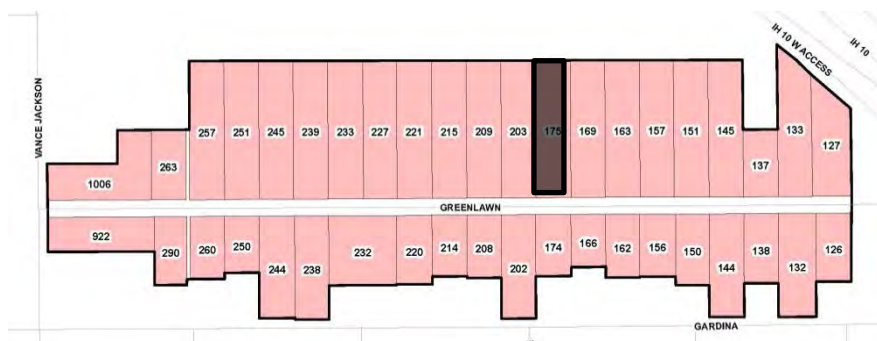 IH 10 W ACCESS
IH 10
VANCE JACKSON
257 251 245 239 233 227 221 215 209 203 175 169 163 157 151 145 133
127
263 137
1006
GREENLAWN
922
290 260 250 232 220 214 208 174 166 162 156 150 138 126
244 238 202 144 132
GARDINA